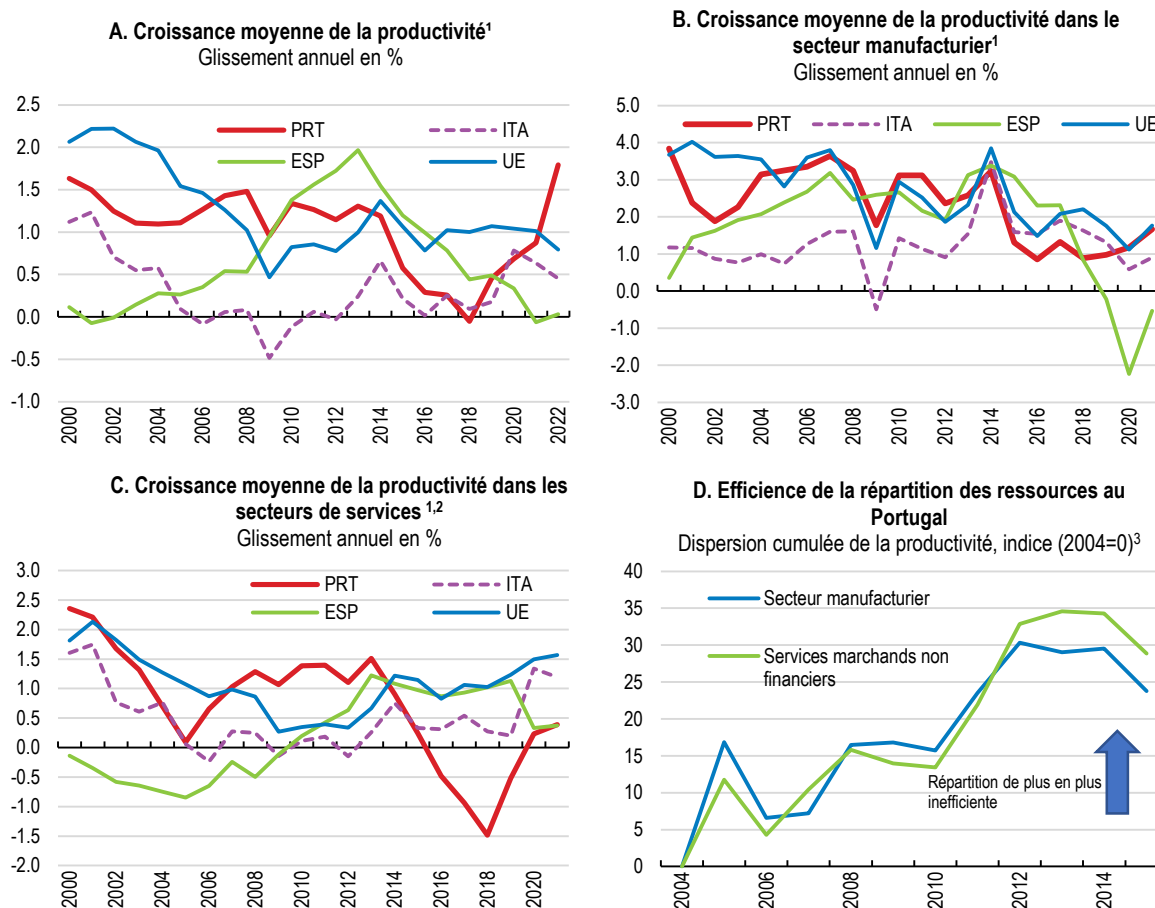 A. Croissance moyenne de la productivité¹
Glissement annuel en %
2.5
2.0
1.5
1.0
0.5
0.0
-0.5
-1.0
PRT
ITA
ESP
UE
2000
2002
2004
2006
2008
2010
2012
2014
2016
2018
2020
2022
B. Croissance moyenne de la productivité dans le
secteur manufacturier¹
Glissement annuel en %
5.0
4.0
3.0
2.0
1.0
0.0
-1.0
-2.0
-3.0
PRT
ITA
ESP
UE
2000
2002
2004
2006
2008
2010
2012
2014
2016
2018
2020
C. Croissance moyenne de la productivité dans les
secteurs de services ¹,²
Glissement annuel en %
3.0
2.5
2.0
1.5
1.0
0.5
0.0
-0.5
-1.0
-1.5
-2.0
PRT
ITA
ESP
UE
2000
2002
2004
2006
2008
2010
2012
2014
2016
2018
2020
D. Efficience de la répartition des ressources au
Portugal
Dispersion cumulée de la productivité, indice (2004=0)³
40
35
30
25
20
15
10
5
0
Secteur manufacturier
Services marchands non
financiers
Répartition de plus en plus
inefficiente
2004
2006
2008
2010
2012
2014